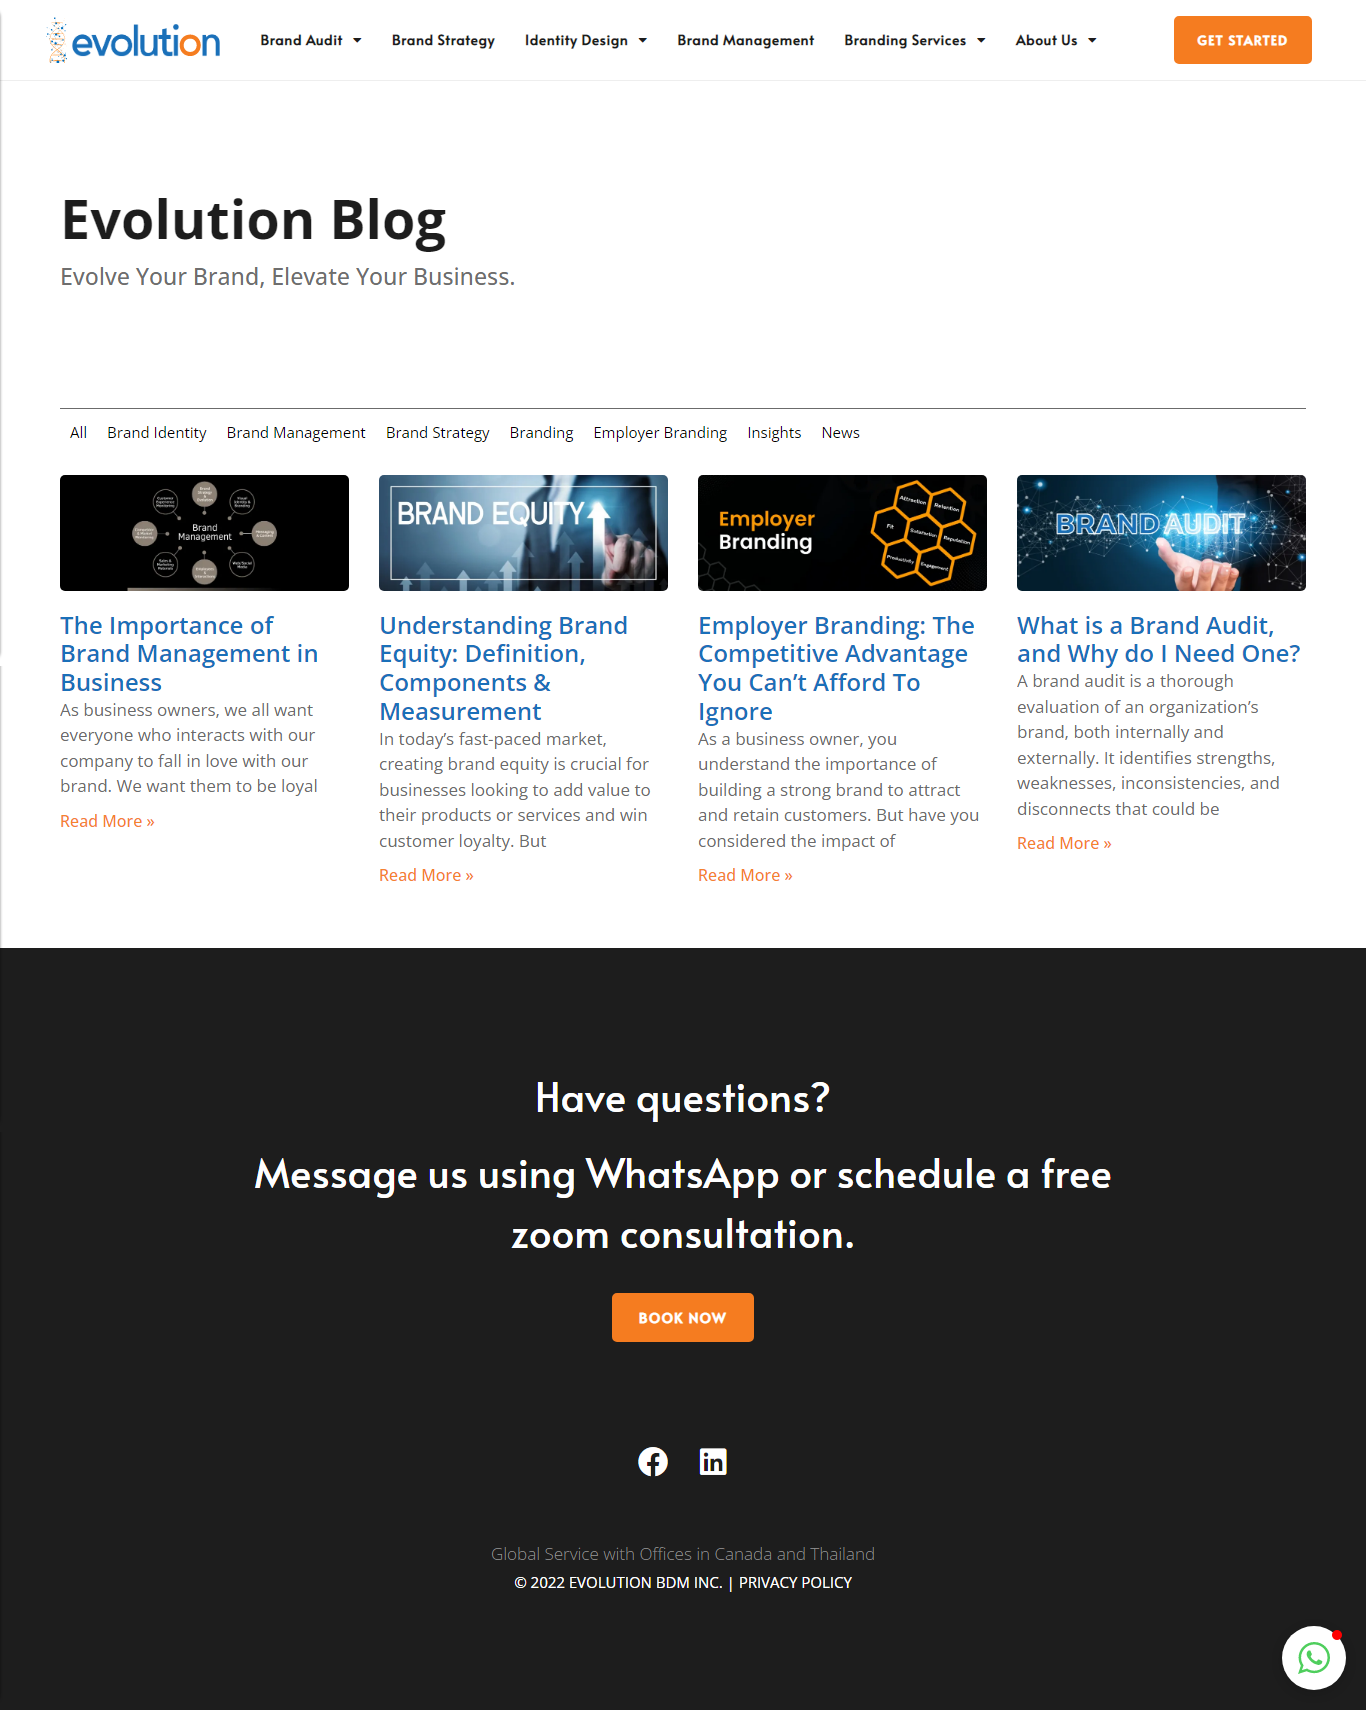 evolution
Brand Audit
Brand Strategy
Identity Design
Brand Management
Branding Services
About Us
GET STARTED
Evolution Blog
Evolve Your Brand, Elevate Your Business.
All
Brand Identity
Brand Management
Brand Strategy
Branding
Employer Branding
Insights
News
Brand
Management
BRAND EQUITY
Employer
Branding
Attraction
Retention
Fit
Satisfaction
Reputation
Productivity
Engagement
BRAND AUDIT
The Importance of
Brand Management in
Business
As business owners, we all want
everyone who interacts with our
company to fall in love with our
brand. We want them to be loyal
Read More »
Understanding Brand
Equity: Definition,
Components &
Measurement
In today’s fast-paced market,
creating brand equity is crucial for
businesses looking to add value to
their products or services and win
customer loyalty. But
Read More »
Employer Branding: The
Competitive Advantage
You Can’t Afford To
Ignore
As a business owner, you
understand the importance of
building a strong brand to attract
and retain customers. But have you
considered the impact of
Read More »
What is a Brand Audit,
and Why do I Need One?
A brand audit is a thorough
evaluation of an organization’s
brand, both internally and
externally. It identifies strengths,
weaknesses, inconsistencies, and
disconnects that could be
Read More »
Have questions?
Message us using WhatsApp or schedule a free
zoom consultation.
BOOK NOW
Global Service with Offices in Canada and Thailand
© 2022 EVOLUTION BDM INC. | PRIVACY POLICY